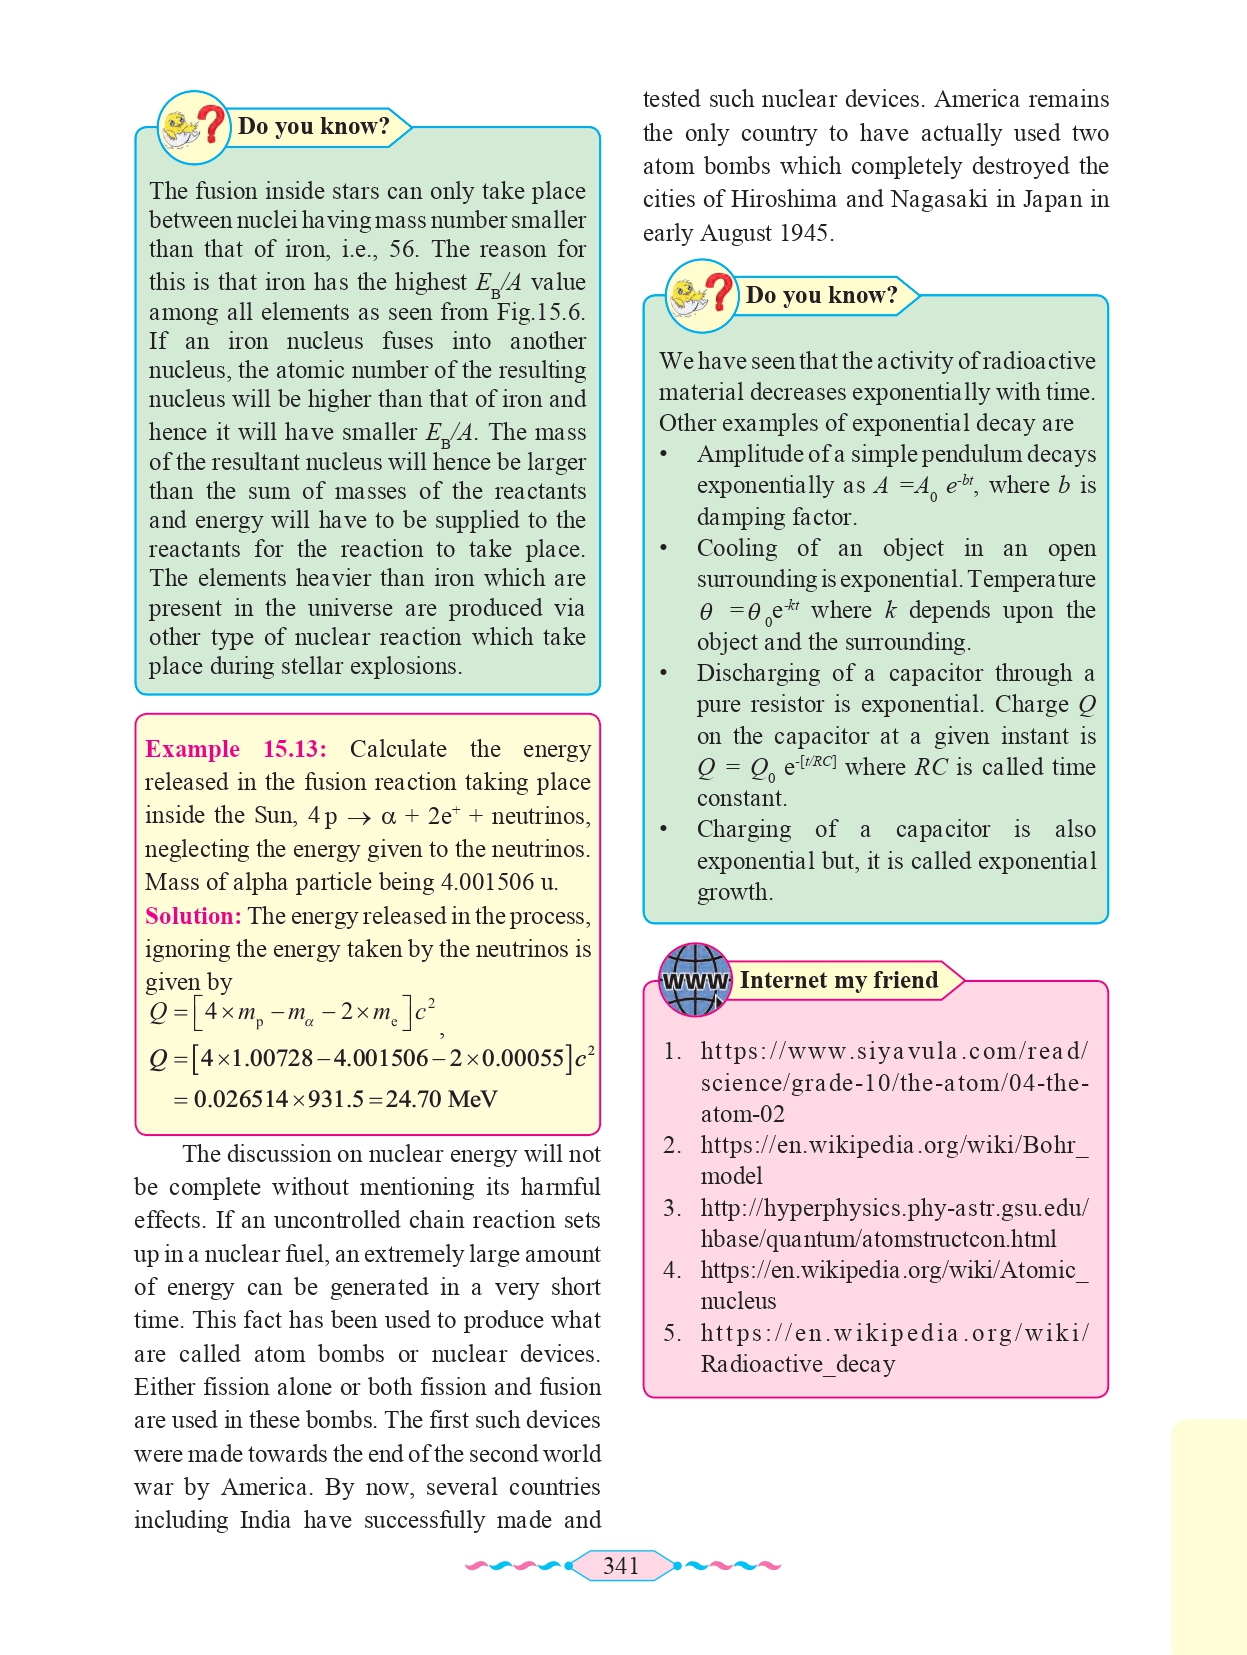 Do you know?
The fusion inside stars can only take place
between nuclei having mass number smaller
than that of iron, i.e., 56. The reason for
this is that iron has the highest E_B/A value
among all elements as seen from Fig.15.6.
If an iron nucleus fuses into another
nucleus, the atomic number of the resulting
nucleus will be higher than that of iron and
hence it will have smaller E_B/A. The mass
of the resultant nucleus will hence be larger
than the sum of masses of the reactants
and energy will have to be supplied to the
reactants for the reaction to take place.
The elements heavier than iron which are
present in the universe are produced via
other type of nuclear reaction which take
place during stellar explosions.
Example 15.13: Calculate the energy
released in the fusion reaction taking place
inside the Sun, 4 p → α + 2e⁺ + neutrinos,
neglecting the energy given to the neutrinos.
Mass of alpha particle being 4.001506 u.
Solution: The energy released in the process,
ignoring the energy taken by the neutrinos is
given by
Q = [4 × m_p − m_α − 2 × m_e] c²,
Q = [4 × 1.00728 − 4.001506 − 2 × 0.00055] c²
= 0.026514 × 931.5 = 24.70 MeV
The discussion on nuclear energy will not
be complete without mentioning its harmful
effects. If an uncontrolled chain reaction sets
up in a nuclear fuel, an extremely large amount
of energy can be generated in a very short
time. This fact has been used to produce what
are called atom bombs or nuclear devices.
Either fission alone or both fission and fusion
are used in these bombs. The first such devices
were made towards the end of the second world
war by America. By now, several countries
including India have successfully made and
tested such nuclear devices. America remains
the only country to have actually used two
atom bombs which completely destroyed the
cities of Hiroshima and Nagasaki in Japan in
early August 1945.
Do you know?
We have seen that the activity of radioactive
material decreases exponentially with time.
Other examples of exponential decay are
• Amplitude of a simple pendulum decays
exponentially as A =A₀ e^-bt, where b is
damping factor.
• Cooling of an object in an open
surrounding is exponential. Temperature
θ =θ₀e^-kt where k depends upon the
object and the surrounding.
• Discharging of a capacitor through a
pure resistor is exponential. Charge Q
on the capacitor at a given instant is
Q = Q₀ e^-[t/RC] where RC is called time
constant.
• Charging of a capacitor is also
exponential but, it is called exponential
growth.
www Internet my friend
1. https://www.siyavula.com/read/
science/grade-10/the-atom/04-the-
atom-02
2. https://en.wikipedia.org/wiki/Bohr_
model
3. http://hyperphysics.phy-astr.gsu.edu/
hbase/quantum/atomstructcon.html
4. https://en.wikipedia.org/wiki/Atomic_
nucleus
5. https://en.wikipedia.org/wiki/
Radioactive_decay
341